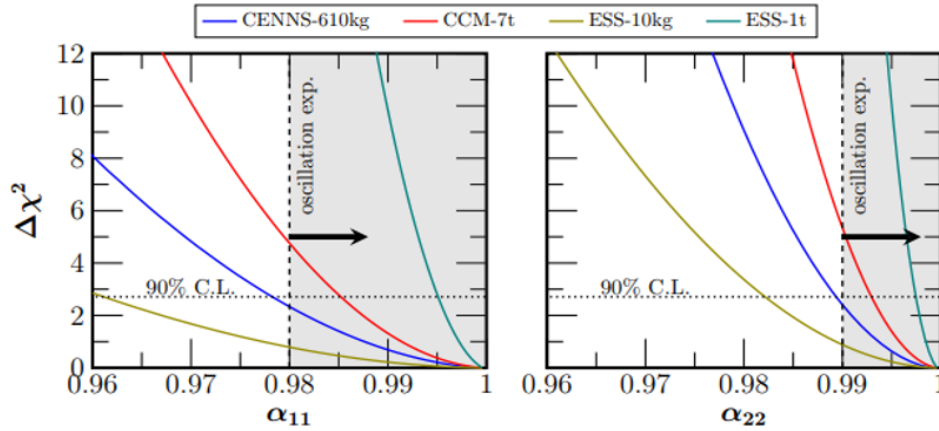 CENNS-610kg CCM-7t ESS-10kg ESS-1t
Δχ²
12
10
8
6
4
2
0
oscillation exp.
90% C.L.
0.96 0.97 0.98 0.99 1
α₁₁
oscillation exp.
90% C.L.
0.96 0.97 0.98 0.99 1
α₂₂